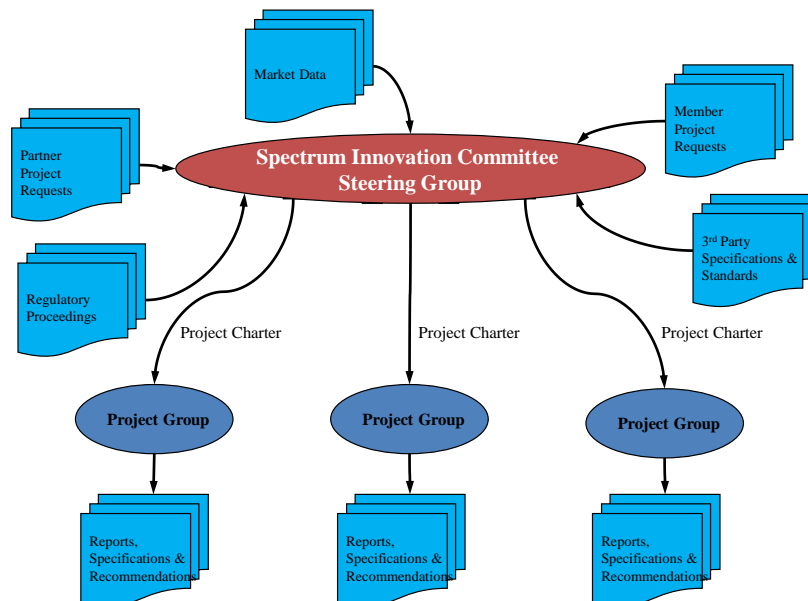 Market Data
Member
Project
Requests
Partner
Project
Requests
Spectrum Innovation Committee
Steering Group
3rd Party
Specifications &
Standards
Regulatory
Proceedings
Project Charter
Project Charter
Project Charter
Project Group
Project Group
Project Group
Reports,
Specifications &
Recommendations
Reports,
Specifications &
Recommendations
Reports,
Specifications &
Recommendations